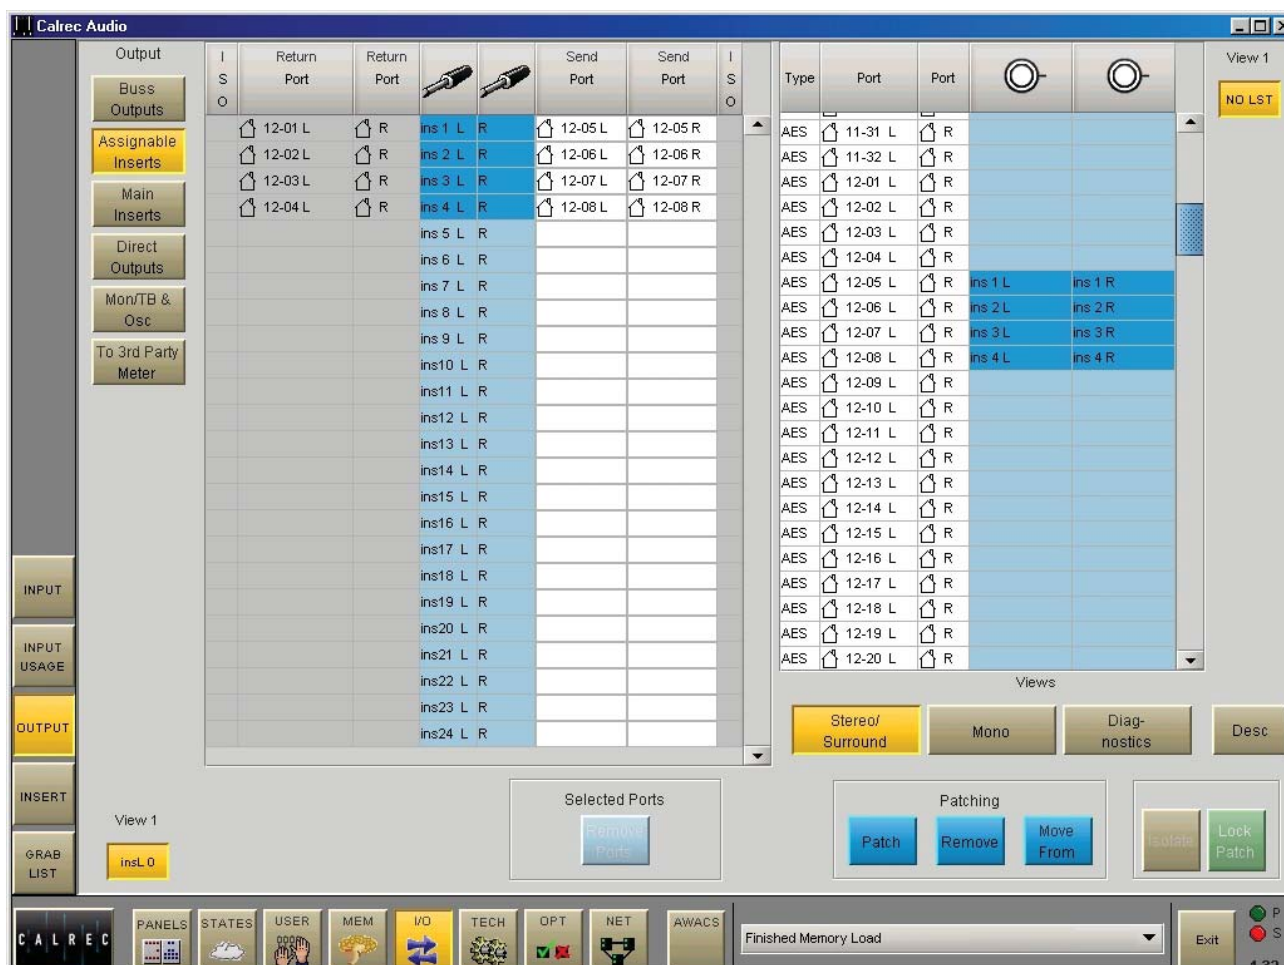 Calrec Audio
Output
Buss
Outputs
Assignable
Inserts
Main
Inserts
Direct
Outputs
Mon/TB &
Osc
To 3rd Party
Meter
INPUT
INPUT
USAGE
OUTPUT
INSERT
GRAB
LIST
View 1
insL 0
I
S
O
Return
Port
Return
Port
Send
Port
Send
Port
I
S
O
12-01 L R ins 1 L R 12-05 L 12-05 R
12-02 L R ins 2 L R 12-06 L 12-06 R
12-03 L R ins 3 L R 12-07 L 12-07 R
12-04 L R ins 4 L R 12-08 L 12-08 R
ins 5 L R
ins 6 L R
ins 7 L R
ins 8 L R
ins 9 L R
ins10 L R
ins11 L R
ins12 L R
ins13 L R
ins14 L R
ins15 L R
ins16 L R
ins17 L R
ins18 L R
ins19 L R
ins20 L R
ins21 L R
ins22 L R
ins23 L R
ins24 L R
Type Port Port
AES 11-31 L R
AES 11-32 L R
AES 12-01 L R
AES 12-02 L R
AES 12-03 L R
AES 12-04 L R
AES 12-05 L R ins 1 L ins 1 R
AES 12-06 L R ins 2 L ins 2 R
AES 12-07 L R ins 3 L ins 3 R
AES 12-08 L R ins 4 L ins 4 R
AES 12-09 L R
AES 12-10 L R
AES 12-11 L R
AES 12-12 L R
AES 12-13 L R
AES 12-14 L R
AES 12-15 L R
AES 12-16 L R
AES 12-17 L R
AES 12-18 L R
AES 12-19 L R
AES 12-20 L R
View 1
NO LST
Views
Stereo/
Surround
Mono
Diag-
nostics
Desc
Selected Ports
Remove
Ports
Patching
Patch
Remove
Move
From
Isolate
Lock
Patch
CALREC
PANELS
STATES
USER
MEM
I/O
TECH
OPT
NET
AWACS
Finished Memory Load
Exit
P
S